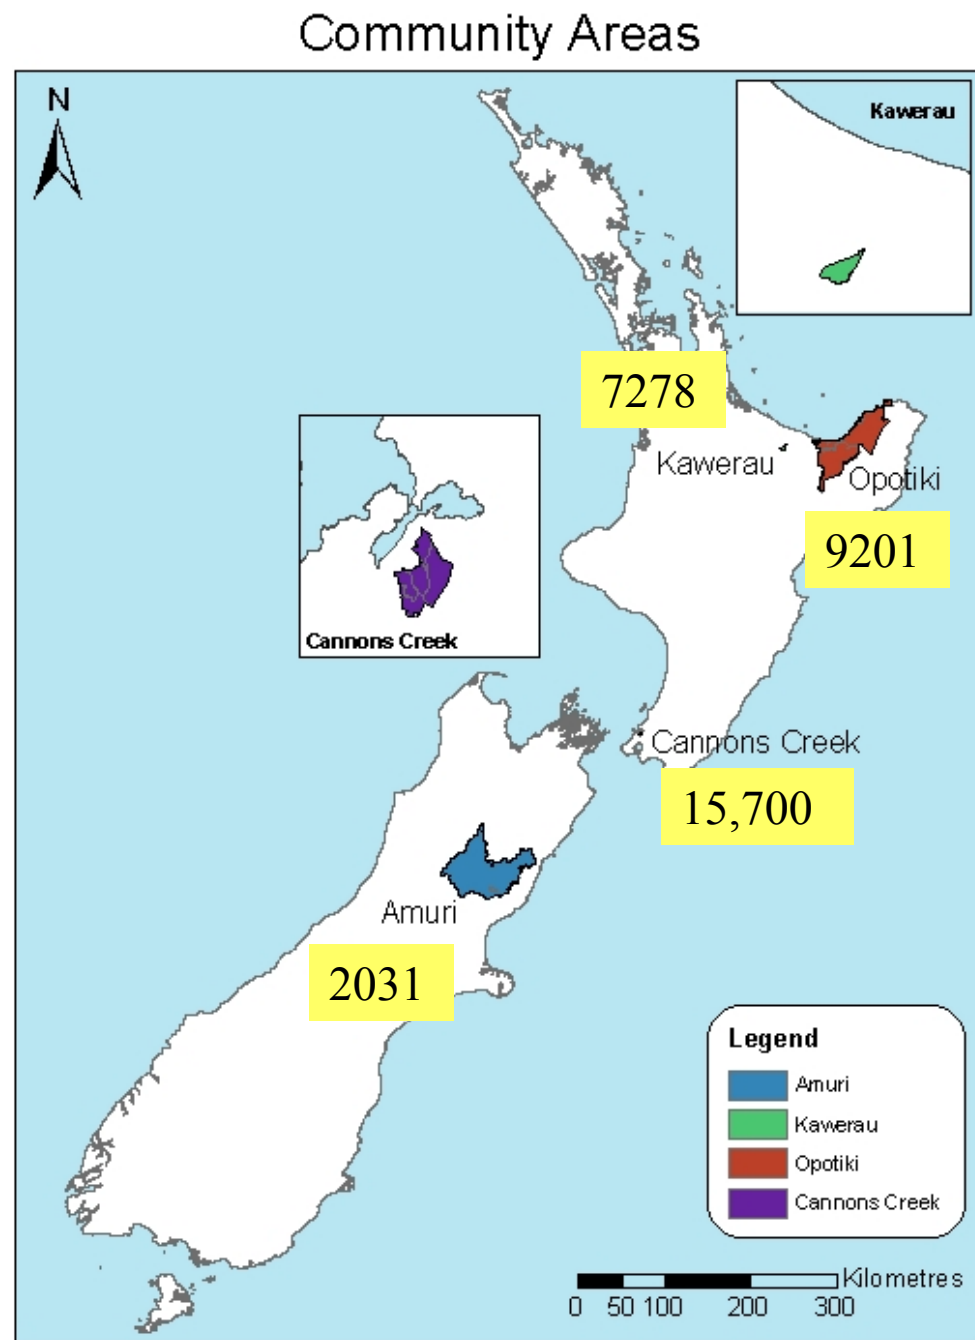 Community Areas
N
Kawerau
7278
Kawerau
Opotiki
9201
Cannons Creek
Cannons Creek
15,700
Amuri
2031
Legend
Amuri
Kawerau
Opotiki
Cannons Creek
Kilometres
0 50 100 200 300